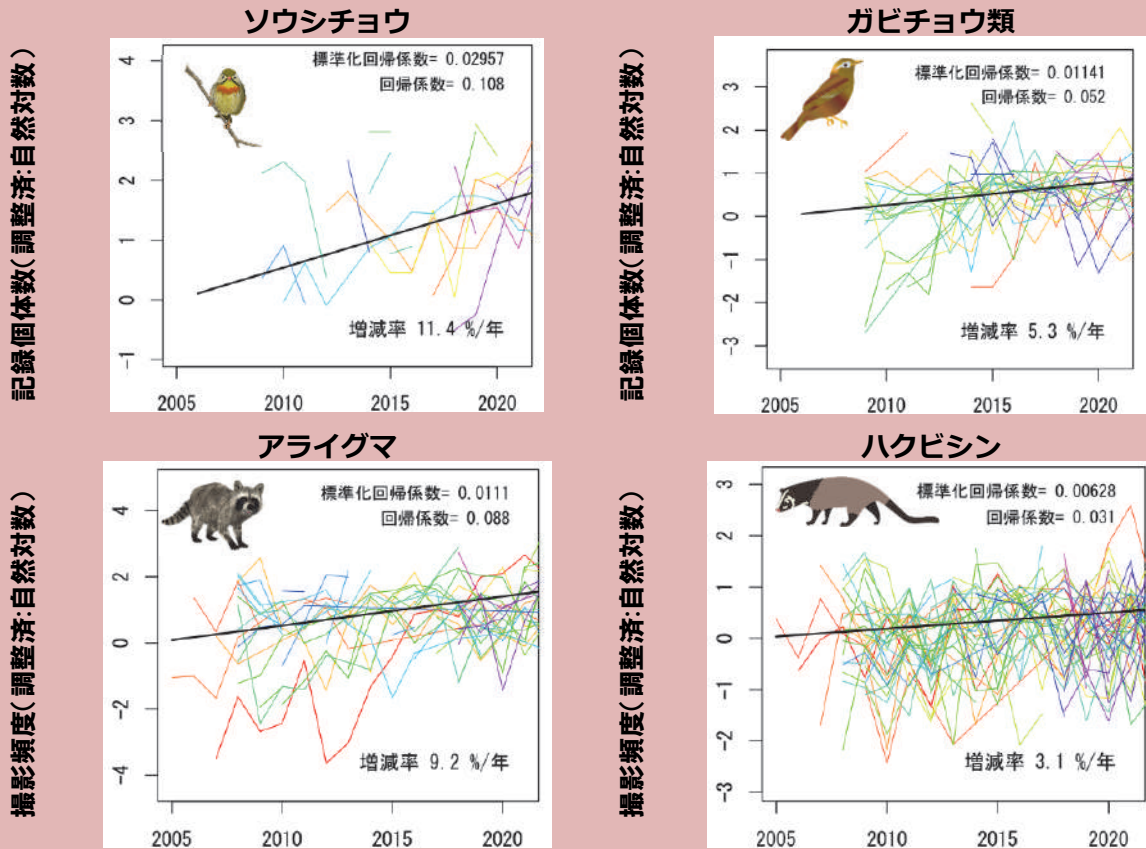 ソウシチョウ
記録個体数(調整済:自然対数)
標準化回帰係数= 0.02957
回帰係数= 0.108
4
3
2
1
0
-1
増減率 11.4 %/年
2005 2010 2015 2020
ガビチョウ類
記録個体数(調整済:自然対数)
標準化回帰係数= 0.01141
回帰係数= 0.052
3
2
1
0
-1
-2
-3
増減率 5.3 %/年
2005 2010 2015 2020
アライグマ
撮影頻度(調整済:自然対数)
標準化回帰係数= 0.0111
回帰係数= 0.088
4
2
0
-2
-4
増減率 9.2 %/年
2005 2010 2015 2020
ハクビシン
撮影頻度(調整済:自然対数)
標準化回帰係数= 0.00628
回帰係数= 0.031
3
2
1
0
-1
-2
-3
増減率 3.1 %/年
2005 2010 2015 2020